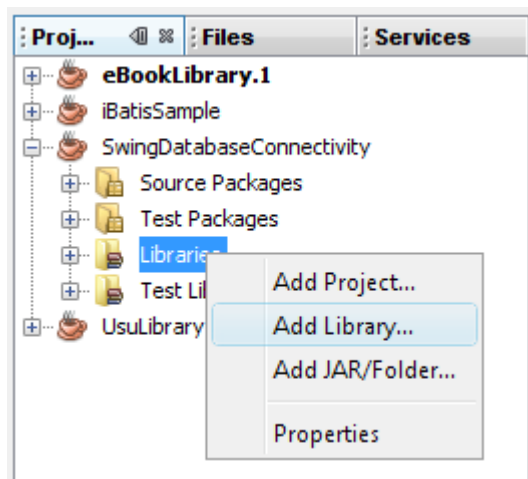 Proj... Files Services
eBookLibrary.1
iBatisSample
SwingDatabaseConnectivity
Source Packages
Test Packages
Libraries
Test Li
UsuLibrary
Add Project...
Add Library...
Add JAR/Folder...
Properties